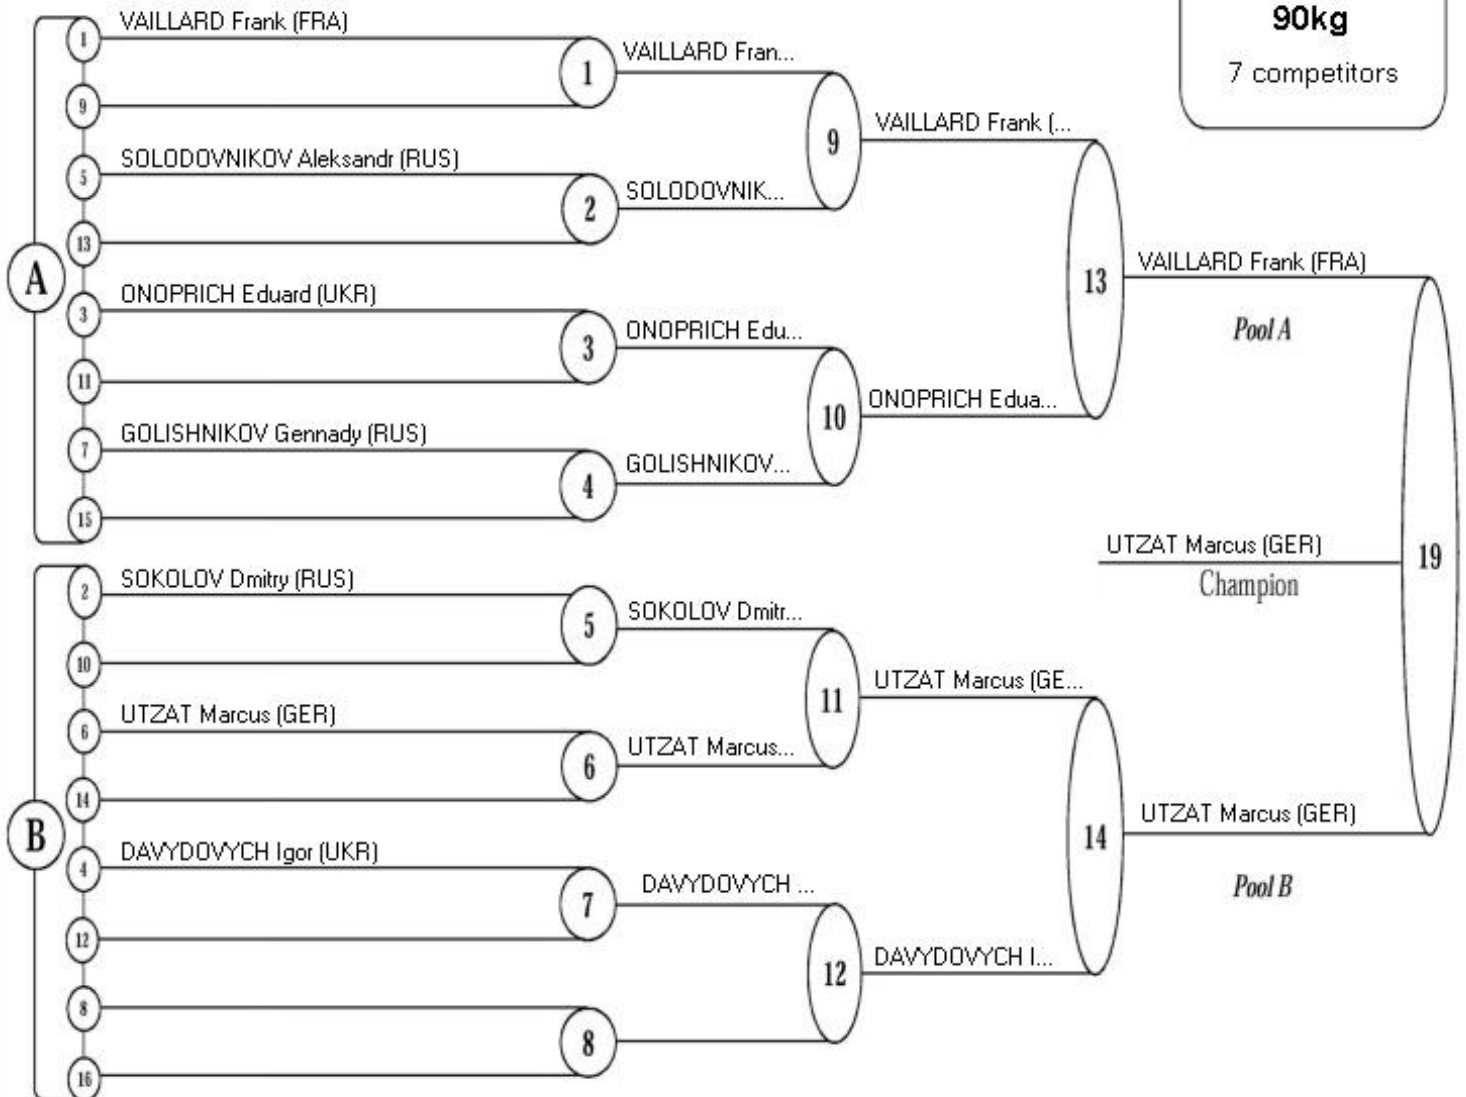 90kg
7 competitors
1
VAILLARD Frank (FRA)
9
1
VAILLARD Fran...
5
SOLODOVNIKOV Aleksandr (RUS)
13
2
SOLODOVNIK...
9
VAILLARD Frank (...
A
3
ONOPRICH Eduard (UKR)
11
3
ONOPRICH Edu...
7
GOLISHNIKOV Gennady (RUS)
15
4
GOLISHNIKOV...
10
ONOPRICH Edua...
13
VAILLARD Frank (FRA)
Pool A
2
SOKOLOV Dmitry (RUS)
10
5
SOKOLOV Dmitr...
6
UTZAT Marcus (GER)
14
6
UTZAT Marcus...
11
UTZAT Marcus (GE...
B
4
DAVYDOVYCH Igor (UKR)
12
7
DAVYDOVYCH ...
8
16
8
12
DAVYDOVYCH I...
14
UTZAT Marcus (GER)
Pool B
19
UTZAT Marcus (GER)
Champion